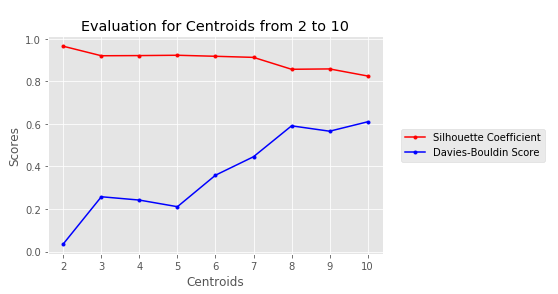 Evaluation for Centroids from 2 to 10
1.0
0.8
0.6
0.4
0.2
0.0
Scores
2 3 4 5 6 7 8 9 10
Centroids
Silhouette Coefficient
Davies-Bouldin Score